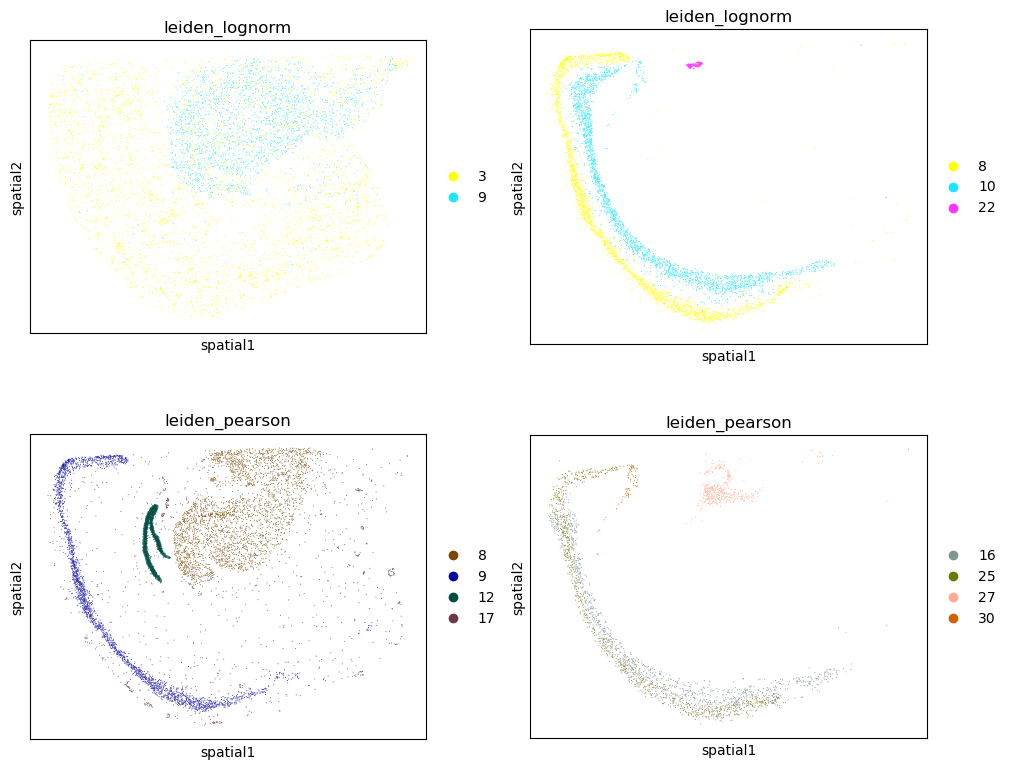 leiden_lognorm
spatial2
3
9
spatial1
leiden_lognorm
spatial2
8
10
22
spatial1
leiden_pearson
spatial2
8
9
12
17
spatial1
leiden_pearson
spatial2
16
25
27
30
spatial1